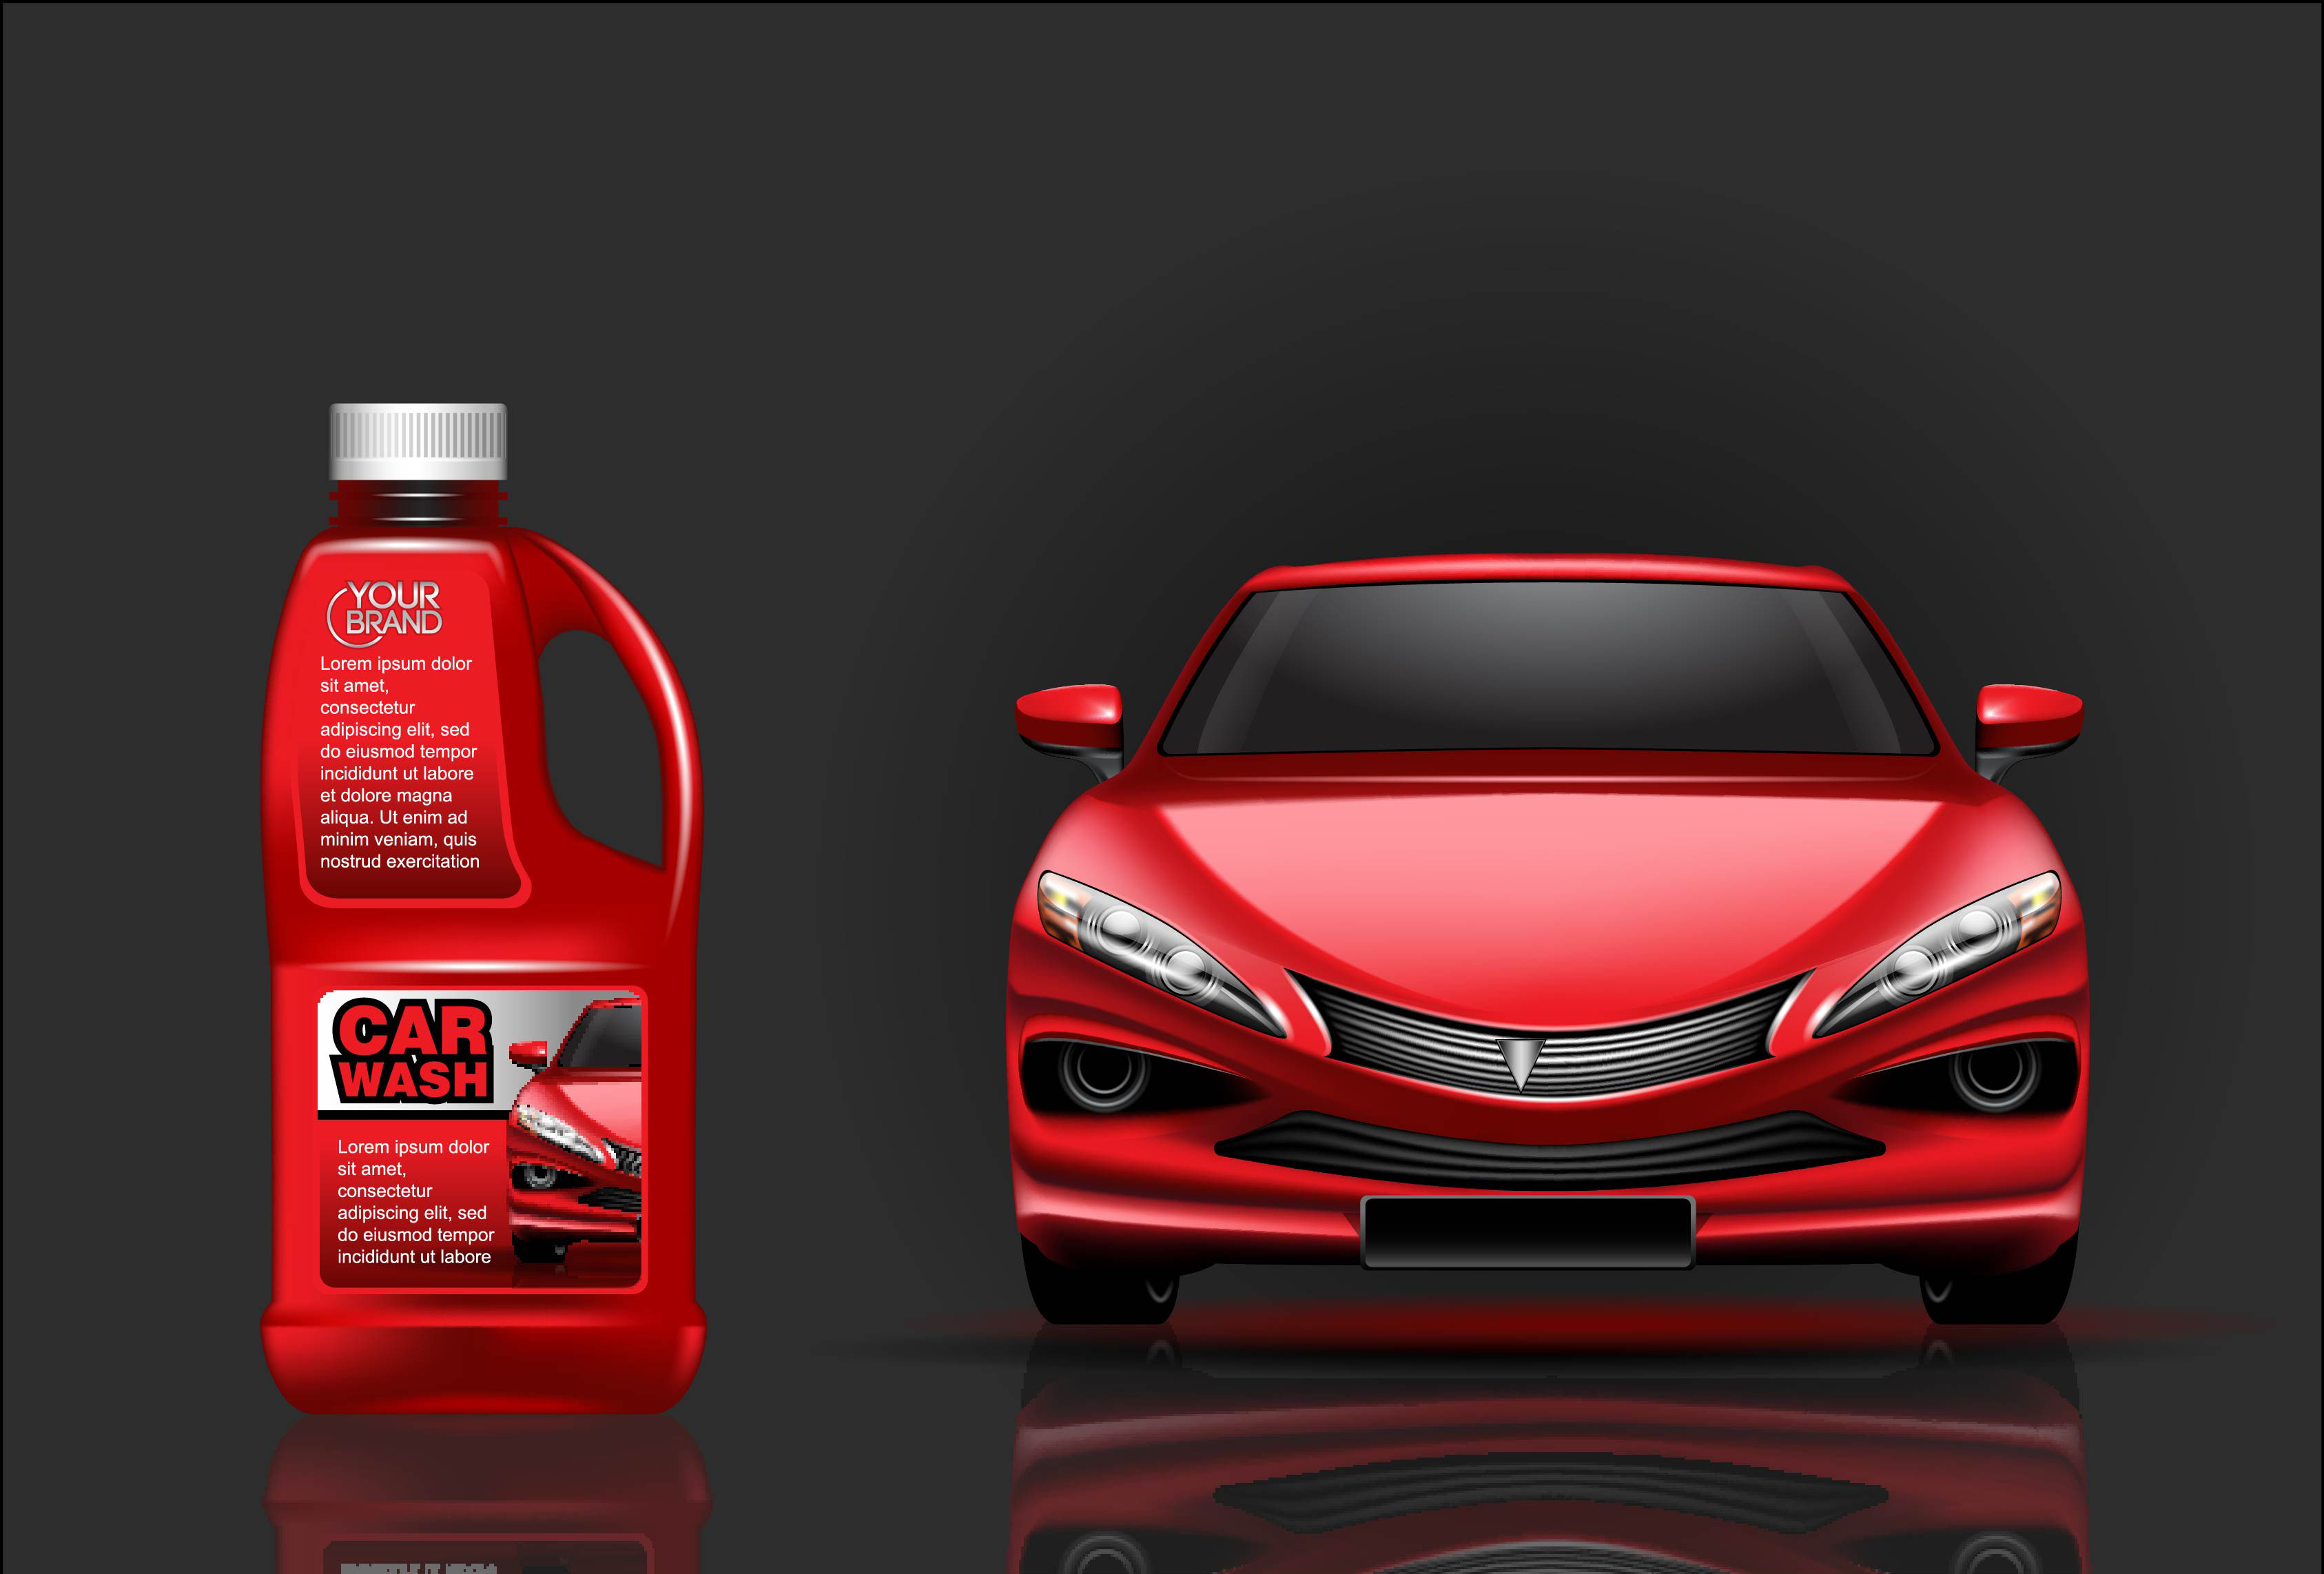 YOUR
BRAND
Lorem ipsum dolor
sit amet,
consectetur
adipiscing elit, sed
do eiusmod tempor
incididunt ut labore
et dolore magna
aliqua. Ut enim ad
minim veniam, quis
nostrud exercitation
CAR
WASH
Lorem ipsum dolor
sit amet,
consectetur
adipiscing elit, sed
do eiusmod tempor
incididunt ut labore